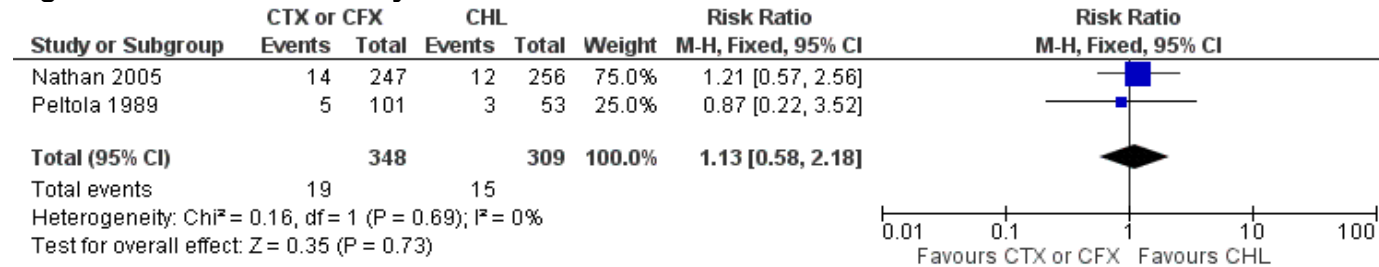 CTX or CFX CHL Risk Ratio Risk Ratio
Study or Subgroup Events Total Events Total Weight M-H, Fixed, 95% CI M-H, Fixed, 95% CI
Nathan 2005 14 247 12 256 75.0% 1.21 [0.57, 2.56]
Peltola 1989 5 101 3 53 25.0% 0.87 [0.22, 3.52]
Total (95% CI) 348 309 100.0% 1.13 [0.58, 2.18]
Total events 19 15
Heterogeneity: Chi² = 0.16, df = 1 (P = 0.69); I² = 0%
Test for overall effect: Z = 0.35 (P = 0.73)
0.01 0.1 1 10 100
Favours CTX or CFX Favours CHL